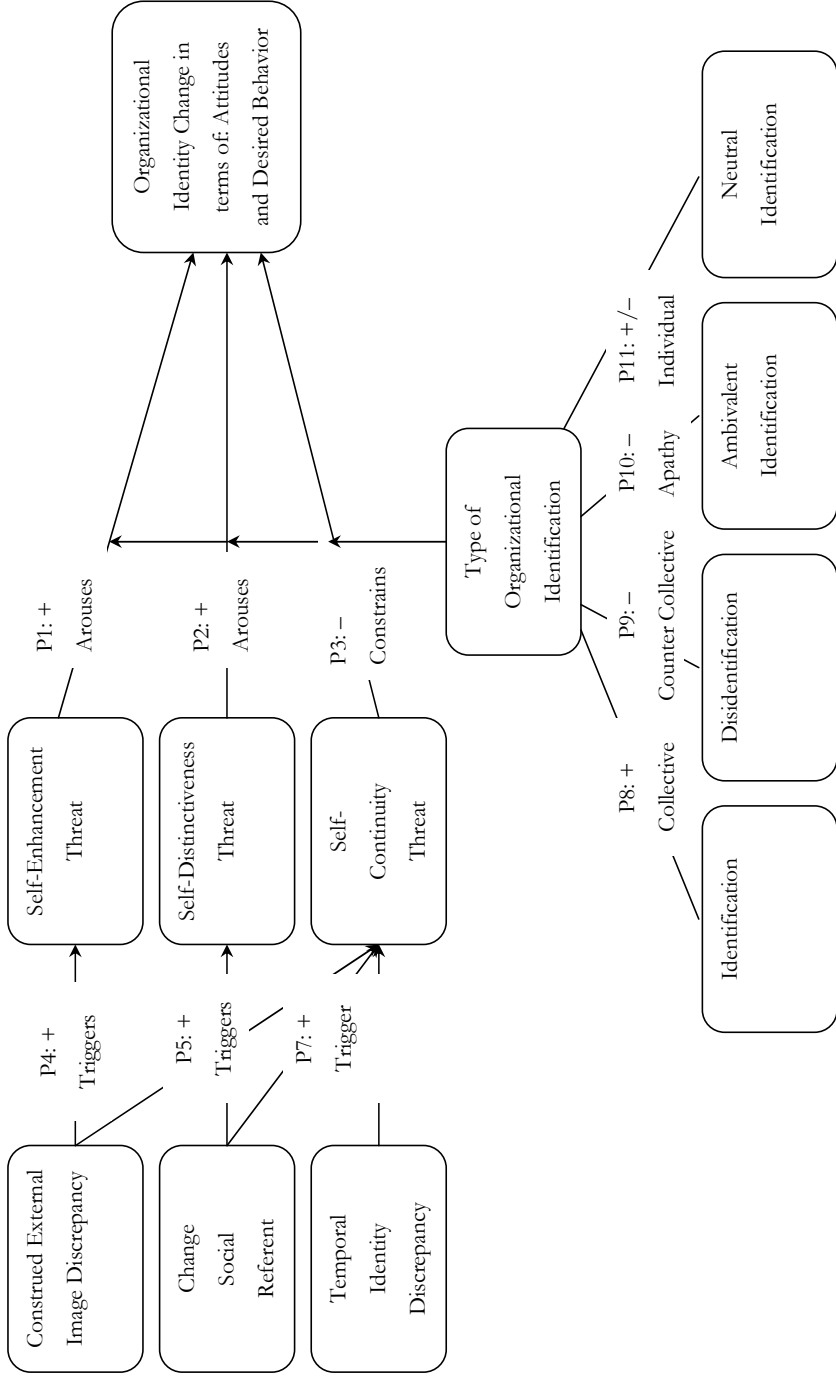 Construed External
Image Discrepancy
Change
Social
Referent
Temporal
Identity
Discrepancy
P4: +
Triggers
P5: +
Triggers
P7: +
Trigger
Self-Enhancement
Threat
Self-Distinctiveness
Threat
Self-
Continuity
Threat
P1: +
Arouses
P2: +
Arouses
P3: –
Constrains
Organizational
Identity Change in
terms of: Attitudes
and Desired Behavior
Type of
Organizational
Identification
P8: +
Collective
P9: –
Counter Collective
P10: –
Apathy
P11: +/–
Individual
Identification
Disidentification
Ambivalent
Identification
Neutral
Identification